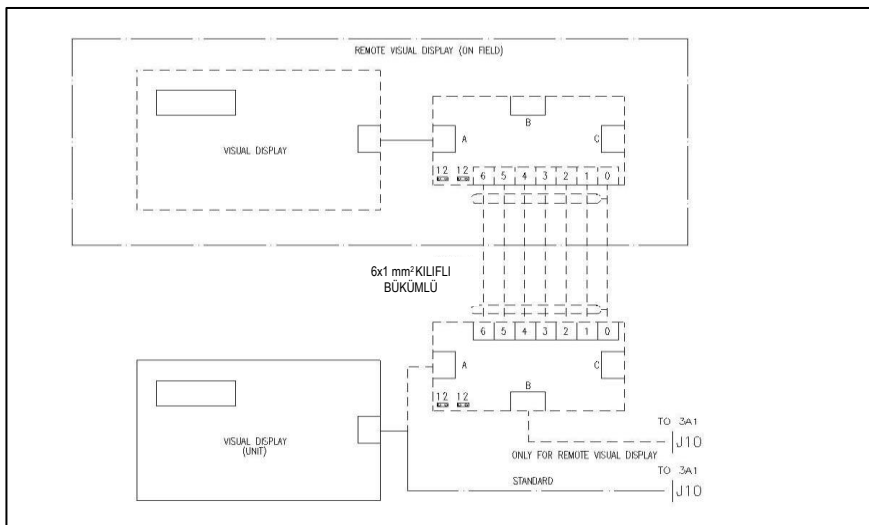 REMOTE VISUAL DISPLAY (ON FIELD)
VISUAL DISPLAY
A
B
C
12 12
6 5 4 3 2 1 0
6x1 mm² KILIFLI
BÜKÜMLÜ
6 5 4 3 2 1 0
A
B
C
12 12
VISUAL DISPLAY
(UNIT)
TO 3A1
J10
ONLY FOR REMOTE VISUAL DISPLAY
TO 3A1
STANDARD
J10